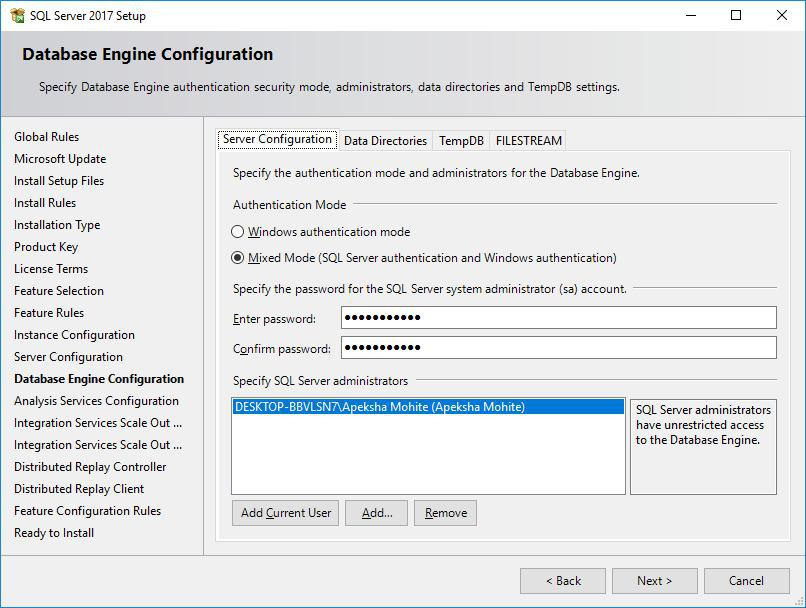 SQL Server 2017 Setup
Database Engine Configuration
Specify Database Engine authentication security mode, administrators, data directories and TempDB settings.
Global Rules
Microsoft Update
Install Setup Files
Install Rules
Installation Type
Product Key
License Terms
Feature Selection
Feature Rules
Instance Configuration
Server Configuration
Database Engine Configuration
Analysis Services Configuration
Integration Services Scale Out ...
Integration Services Scale Out ...
Distributed Replay Controller
Distributed Replay Client
Feature Configuration Rules
Ready to Install
Server Configuration Data Directories TempDB FILESTREAM
Specify the authentication mode and administrators for the Database Engine.
Authentication Mode
Windows authentication mode
Mixed Mode (SQL Server authentication and Windows authentication)
Specify the password for the SQL Server system administrator (sa) account.
Enter password: ●●●●●●●●●●●
Confirm password: ●●●●●●●●●●●
Specify SQL Server administrators
DESKTOP-BBVLSN7\Apeksha Mohite (Apeksha Mohite)
SQL Server administrators
have unrestricted access
to the Database Engine.
Add Current User Add... Remove
< Back Next > Cancel